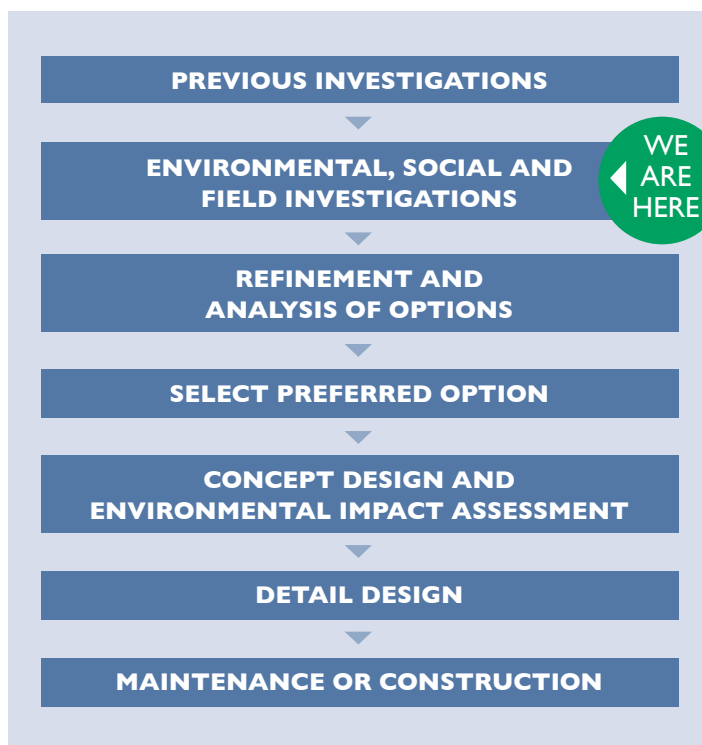 PREVIOUS INVESTIGATIONS
ENVIRONMENTAL, SOCIAL AND
FIELD INVESTIGATIONS
WE
ARE
HERE
REFINEMENT AND
ANALYSIS OF OPTIONS
SELECT PREFERRED OPTION
CONCEPT DESIGN AND
ENVIRONMENTAL IMPACT ASSESSMENT
DETAIL DESIGN
MAINTENANCE OR CONSTRUCTION